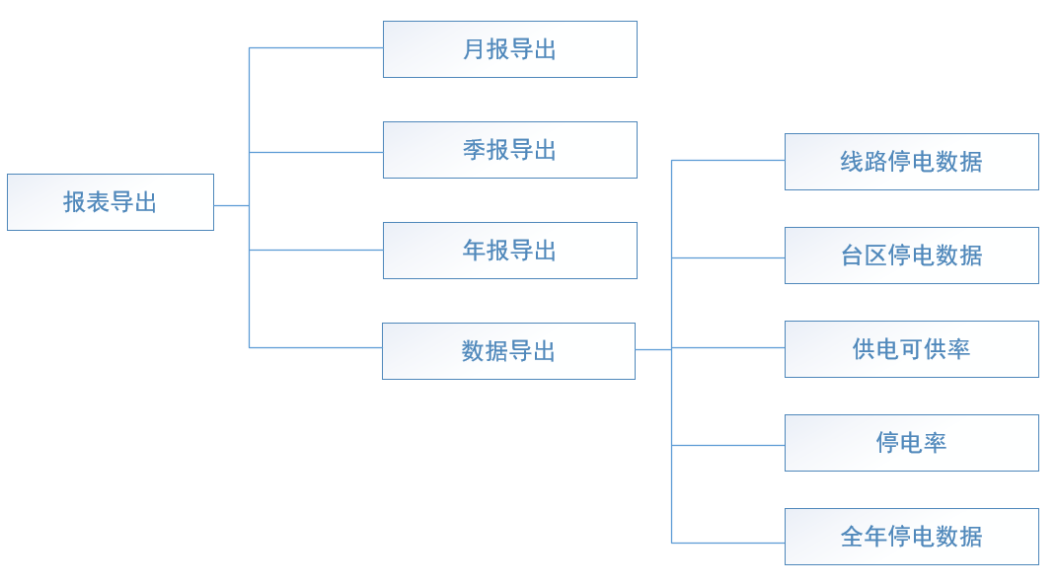 报表导出
月报导出
季报导出
年报导出
数据导出
线路停电数据
台区停电数据
供电可供率
停电率
全年停电数据